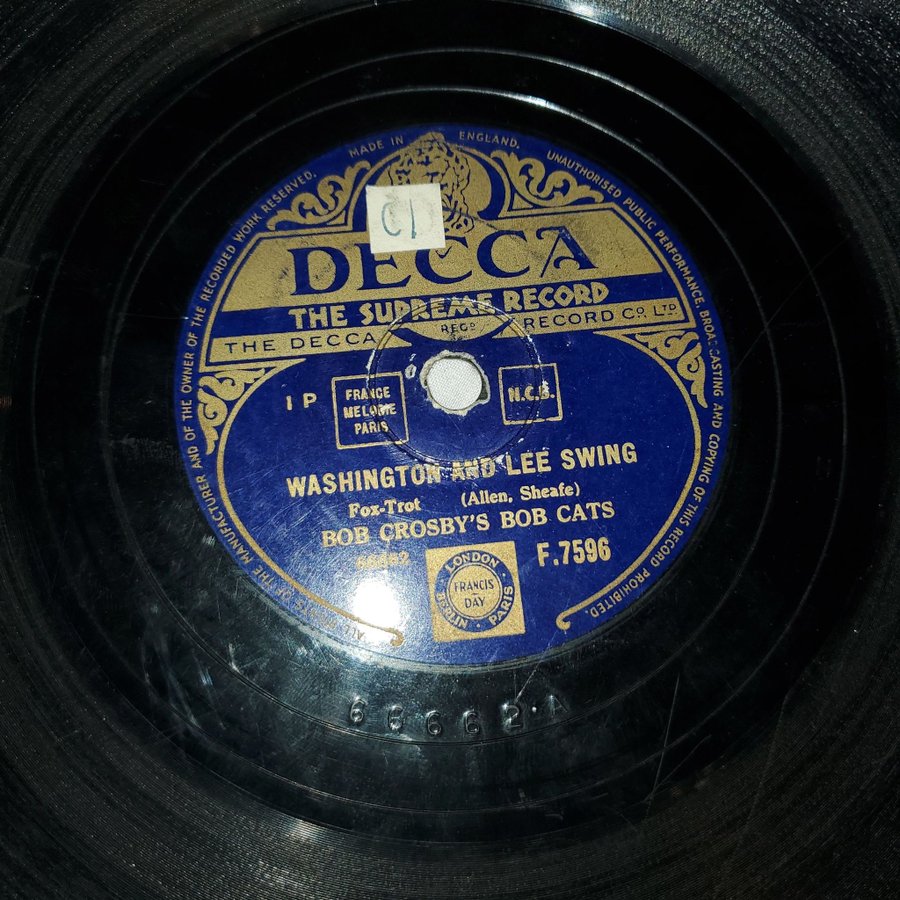 MADE IN ENGLAND.
UNAUTHORISED PUBLIC PERFORMANCE, BROADCASTING AND COPYING OF THIS RECORD PROHIBITED.
OF THE MANUFACTURER AND OF THE OWNER OF THE RECORDED WORK RESERVED.
DECCA
THE SUPREME RECORD
THE DECCA RECORD CO. LTD.
REGD
1 P
FRANCE
MELODIE
PARIS
N.C.B.
WASHINGTON AND LEE SWING
Fox-Trot (Allen, Sheafe)
BOB CROSBY'S BOB CATS
F.7596
LONDON · PARIS · BERLIN ·
FRANCIS
DAY
66662·A